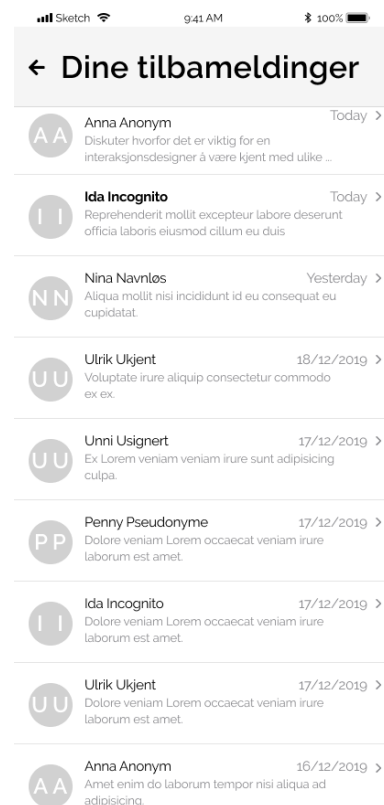 Sketch 9:41 AM 100%
Dine tilbameldinger
AA Anna Anonym Today
Diskuter hvorfor det er viktig for en
interaksjonsdesigner å være kjent med ulike ...
II Ida Incognito Today
Reprehenderit mollit excepteur labore deserunt
officia laboris eiusmod cillum eu duis
NN Nina Navnløs Yesterday
Aliqua mollit nisi incididunt id eu consequat eu
cupidatat.
UU Ulrik Ukjent 18/12/2019
Voluptate irure aliquip consectetur commodo
ex ex.
UU Unni Usignert 17/12/2019
Ex Lorem veniam veniam irure sunt adipisicing
culpa.
PP Penny Pseudonyme 17/12/2019
Dolore veniam Lorem occaecat veniam irure
laborum est amet.
II Ida Incognito 17/12/2019
Dolore veniam Lorem occaecat veniam irure
laborum est amet.
UU Ulrik Ukjent 17/12/2019
Dolore veniam Lorem occaecat veniam irure
laborum est amet.
AA Anna Anonym 16/12/2019
Amet enim do laborum tempor nisi aliqua ad
adipisicing.